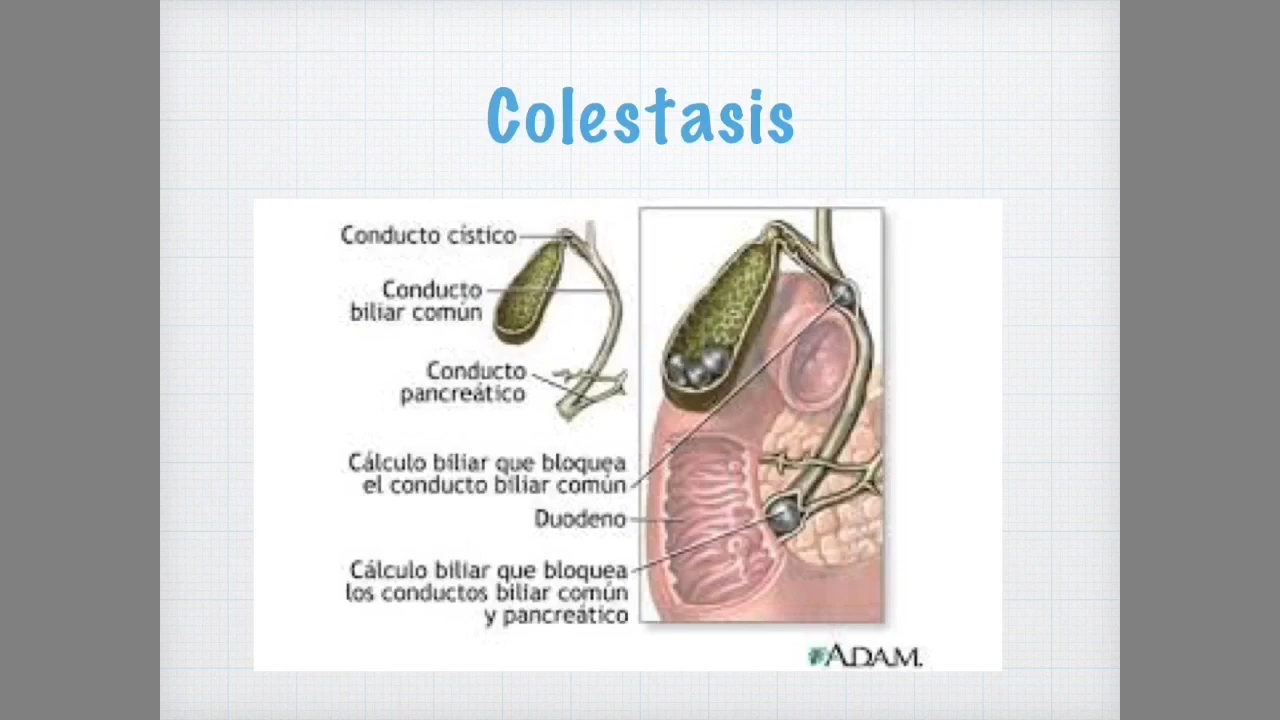 Colestasis
Conducto cístico
Conducto
biliar común
Conducto
pancreático
Cálculo biliar que bloquea
el conducto biliar común
Duodeno
Cálculo biliar que bloquea
los conductos biliar común
y pancreático
ADAM.